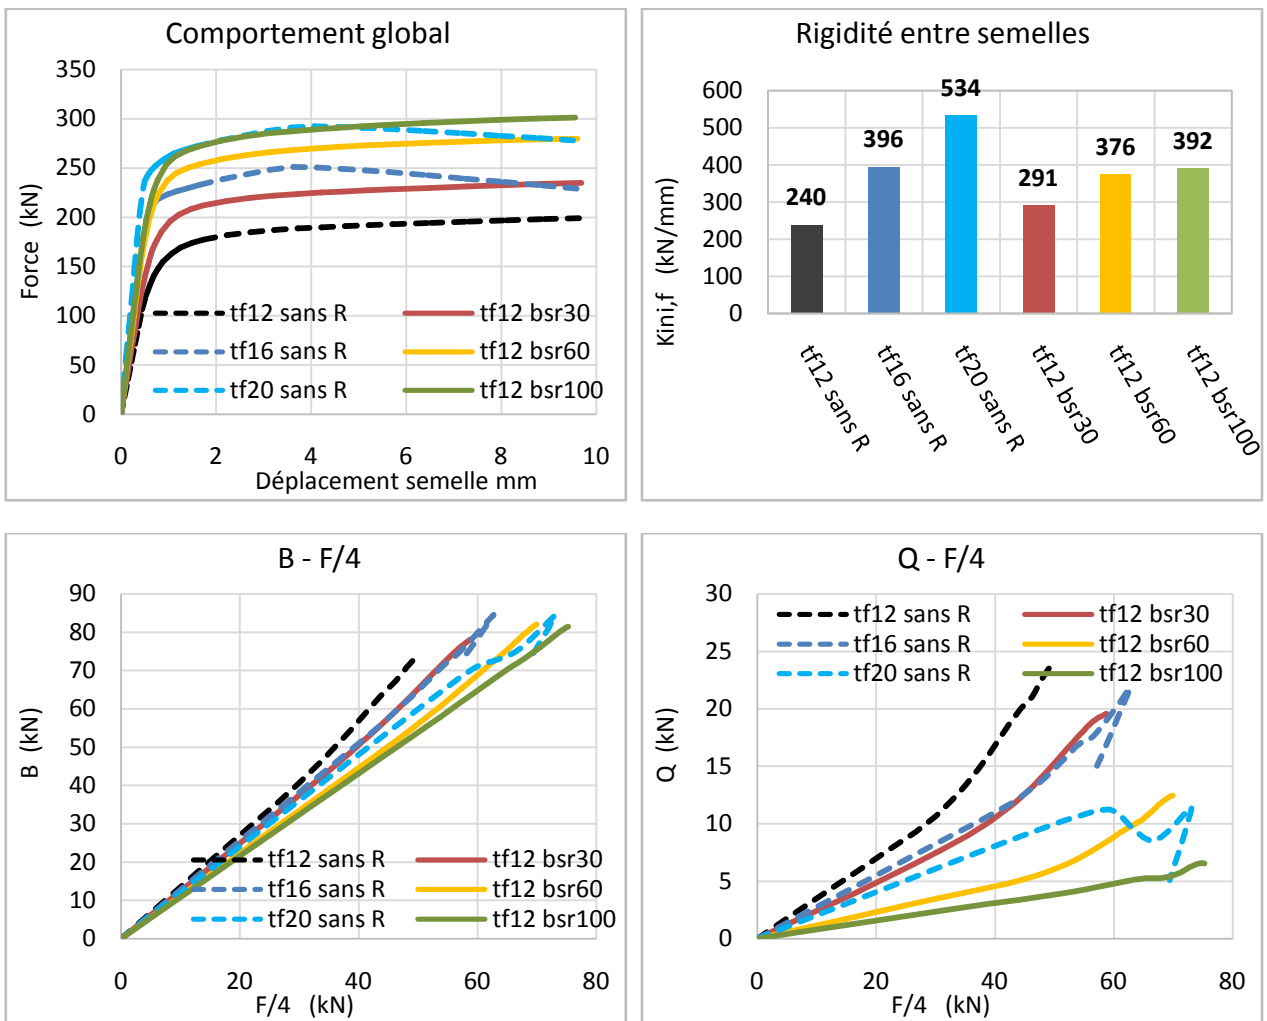 Comportement global
350
300
250
200
150
100
50
0
Force (kN)
tf12 sans R
tf12 bsr30
tf16 sans R
tf12 bsr60
tf20 sans R
tf12 bsr100
0 2 4 6 8 10
Déplacement semelle mm
Rigidité entre semelles
600
500
400
300
200
100
0
Kini,f (kN/mm)
240
396
534
291
376
392
tf12 sans R
tf16 sans R
tf20 sans R
tf12 bsr30
tf12 bsr60
tf12 bsr100
B - F/4
90
80
70
60
50
40
30
20
10
0
B (kN)
tf12 sans R
tf12 bsr30
tf16 sans R
tf12 bsr60
tf20 sans R
tf12 bsr100
0 20 40 60 80
F/4 (kN)
Q - F/4
30
25
20
15
10
5
0
Q (kN)
tf12 sans R
tf12 bsr30
tf16 sans R
tf12 bsr60
tf20 sans R
tf12 bsr100
0 20 40 60 80
F/4 (kN)